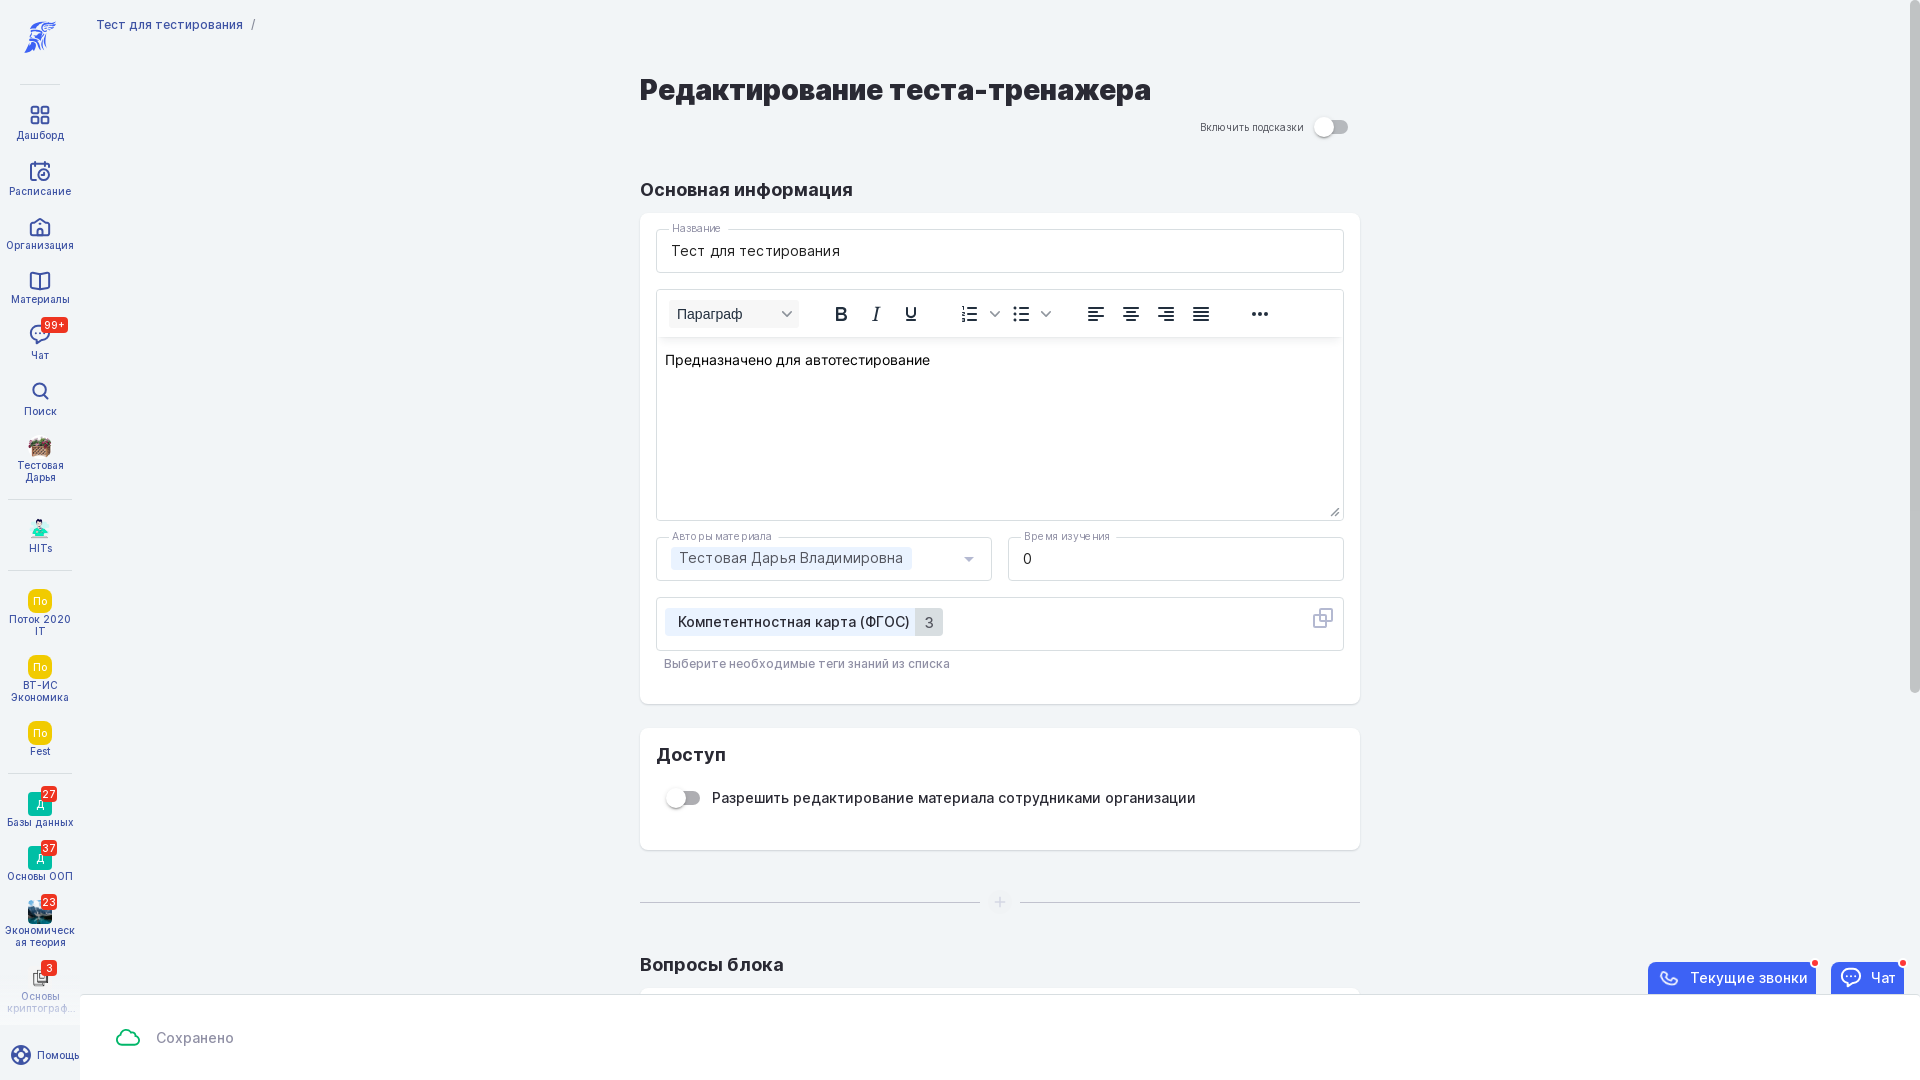 Тест для тестирования /
Редактирование теста-тренажера
Включить подсказки
Основная информация
Название
Тест для тестирования
Параграф
Предназначено для автотестирование
Авторы материала
Тестовая Дарья Владимировна
Время изучения
0
Компетентностная карта (ФГОС) 3
Выберите необходимые теги знаний из списка
Доступ
Разрешить редактирование материала сотрудниками организации
Вопросы блока
Дашборд
Расписание
Организация
Материалы
99+
Чат
Поиск
Тестовая
Дарья
HITs
По
Поток 2020
IT
По
ВТ-ИС
Экономика
По
Fest
27
Д
Базы данных
37
Д
Основы ООП
23
Экономическ
ая теория
3
Основы
криптограф...
Помощь
Текущие звонки
Чат
Сохранено